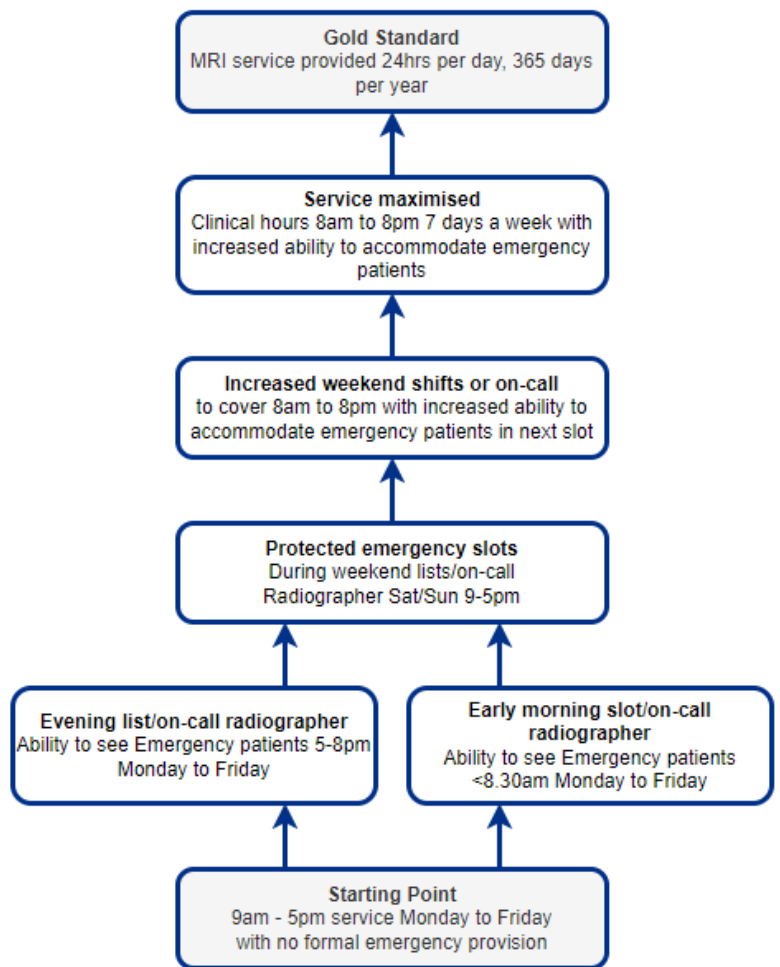 Gold Standard
MRI service provided 24hrs per day, 365 days
per year
Service maximised
Clinical hours 8am to 8pm 7 days a week with
increased ability to accommodate emergency
patients
Increased weekend shifts or on-call
to cover 8am to 8pm with increased ability to
accommodate emergency patients in next slot
Protected emergency slots
During weekend lists/on-call
Radiographer Sat/Sun 9-5pm
Evening list/on-call radiographer
Ability to see Emergency patients 5-8pm
Monday to Friday
Early morning slot/on-call
radiographer
Ability to see Emergency patients
<8.30am Monday to Friday
Starting Point
9am - 5pm service Monday to Friday
with no formal emergency provision